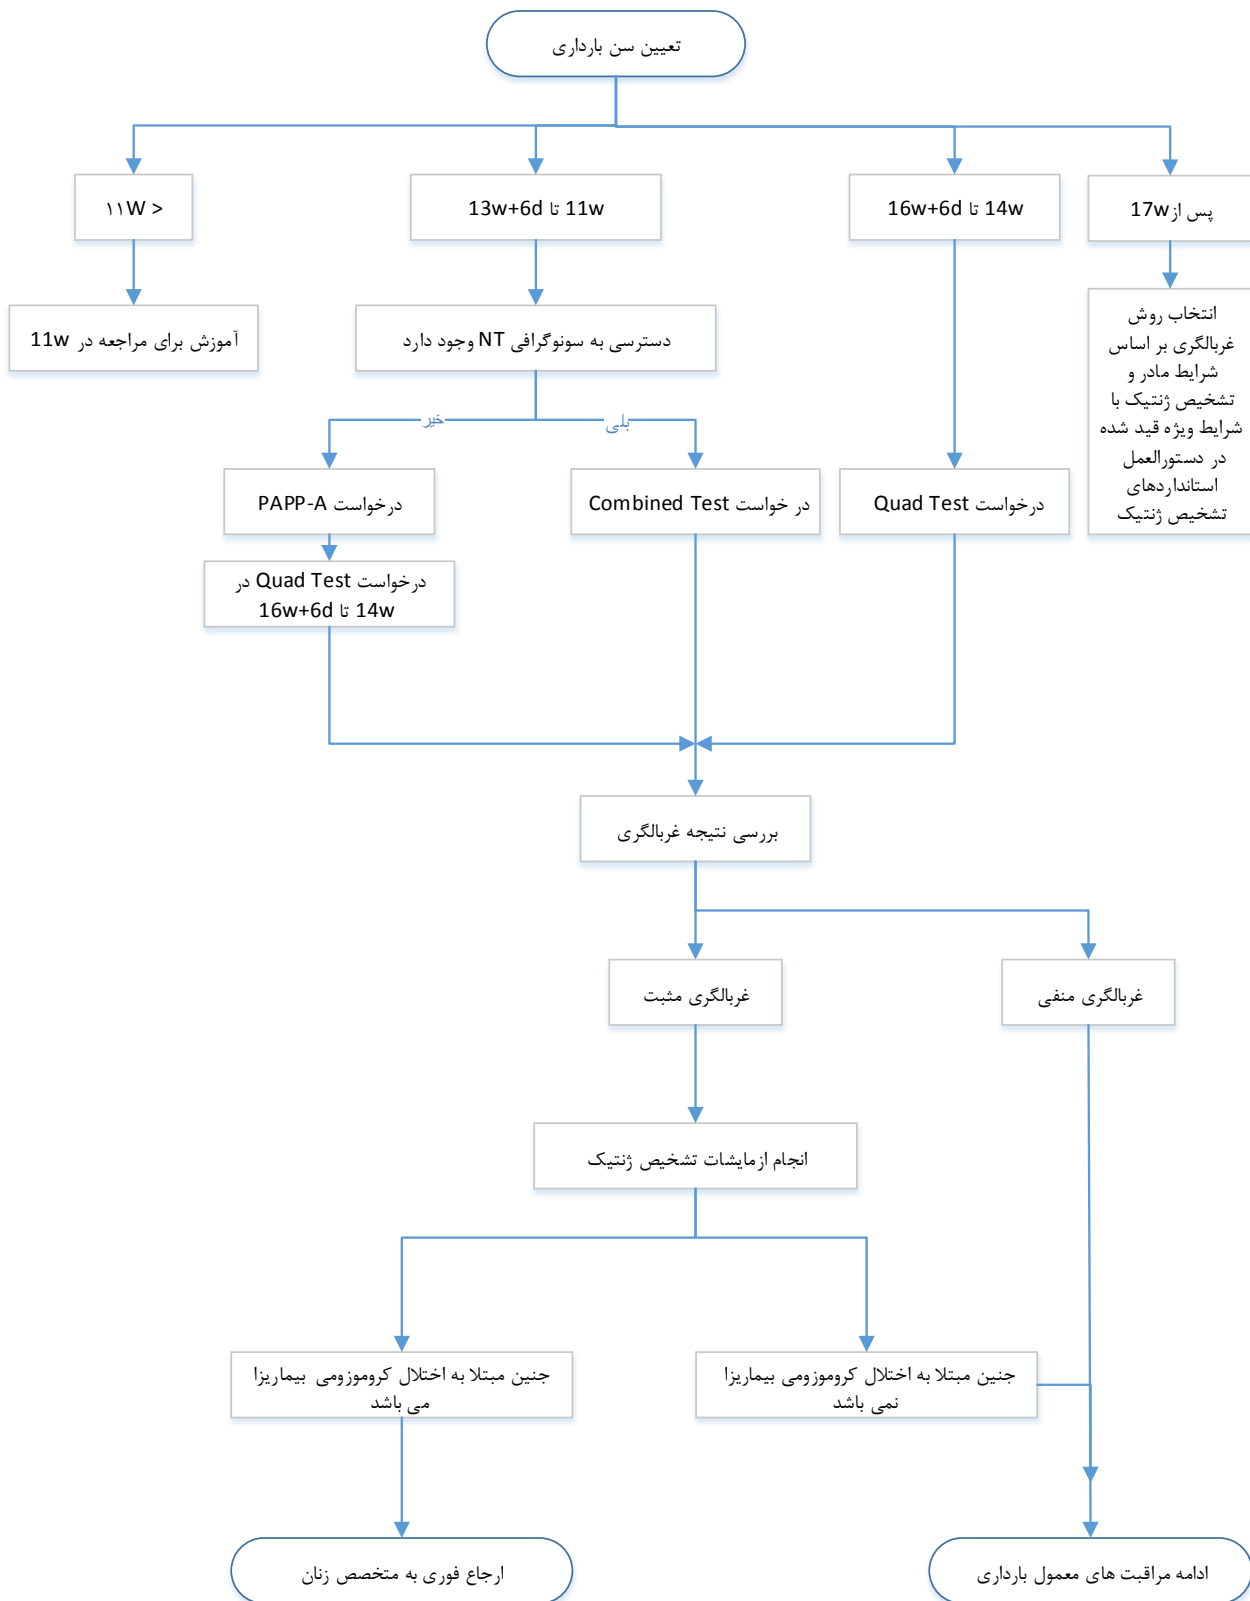 تعیین سن بارداری
۱۱W >
11w تا 13w+6d
14w تا 16w+6d
پس از 17w
آموزش برای مراجعه در 11w
دسترسی به سونوگرافی NT وجود دارد
انتخاب روش
غربالگری بر اساس
شرایط مادر و
تشخیص ژنتیک با
شرایط ویژه قید شده
در دستورالعمل
استانداردهای
تشخیص ژنتیک
خیر
بلی
درخواست PAPP-A
در خواست Combined Test
درخواست Quad Test
درخواست Quad Test در
14w تا 16w+6d
بررسی نتیجه غربالگری
غربالگری مثبت
غربالگری منفی
انجام ازمایشات تشخیص ژنتیک
جنین مبتلا به اختلال کروموزومی بیماریزا
می باشد
جنین مبتلا به اختلال کروموزومی بیماریزا
نمی باشد
ارجاع فوری به متخصص زنان
ادامه مراقبت های معمول بارداری